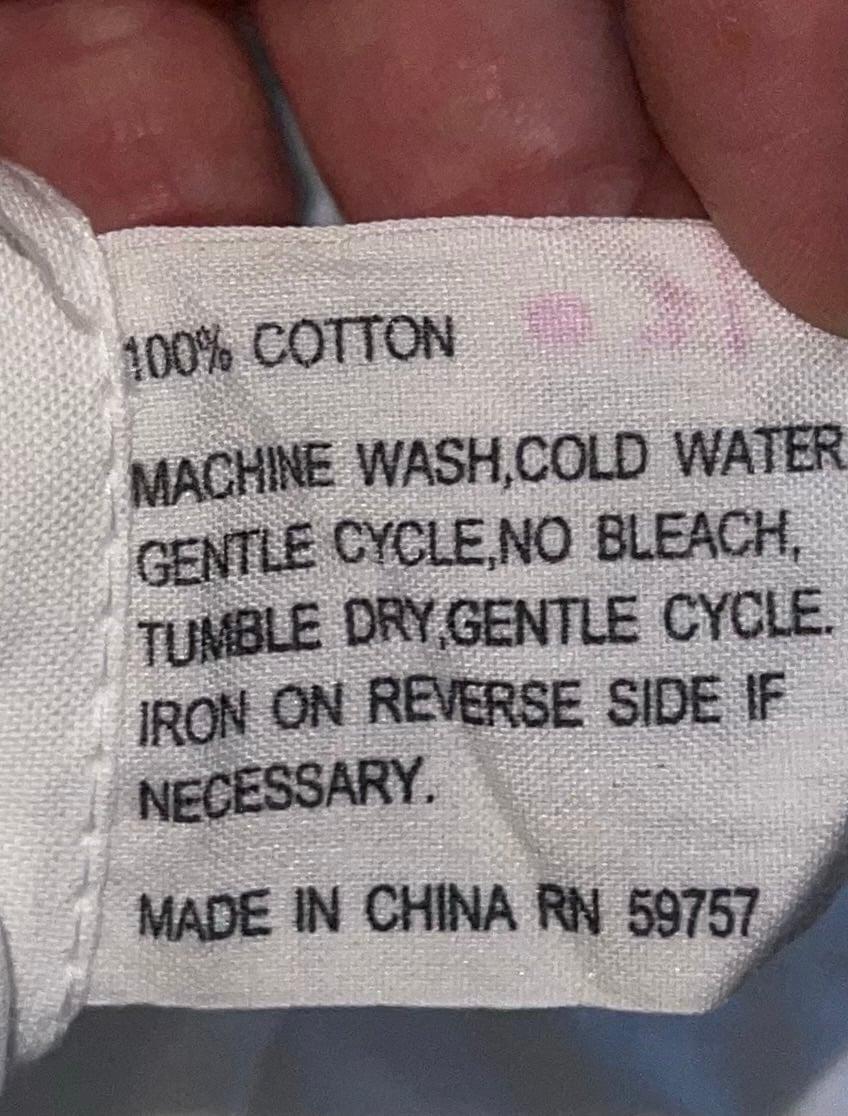 100% COTTON
MACHINE WASH,COLD WATER
GENTLE CYCLE,NO BLEACH,
TUMBLE DRY,GENTLE CYCLE.
IRON ON REVERSE SIDE IF
NECESSARY.
MADE IN CHINA RN 59757